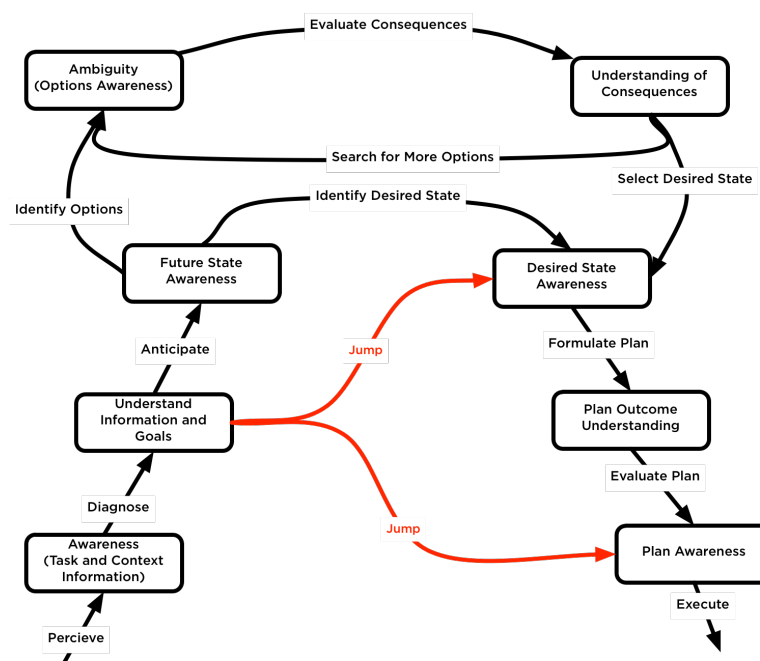 Evaluate Consequences
Ambiguity
(Options Awareness)
Understanding of
Consequences
Search for More Options
Select Desired State
Identify Options
Identify Desired State
Future State
Awareness
Desired State
Awareness
Jump
Anticipate
Formulate Plan
Understand
Information and
Goals
Plan Outcome
Understanding
Evaluate Plan
Diagnose
Jump
Awareness
(Task and Context
Information)
Plan Awareness
Execute
Percieve